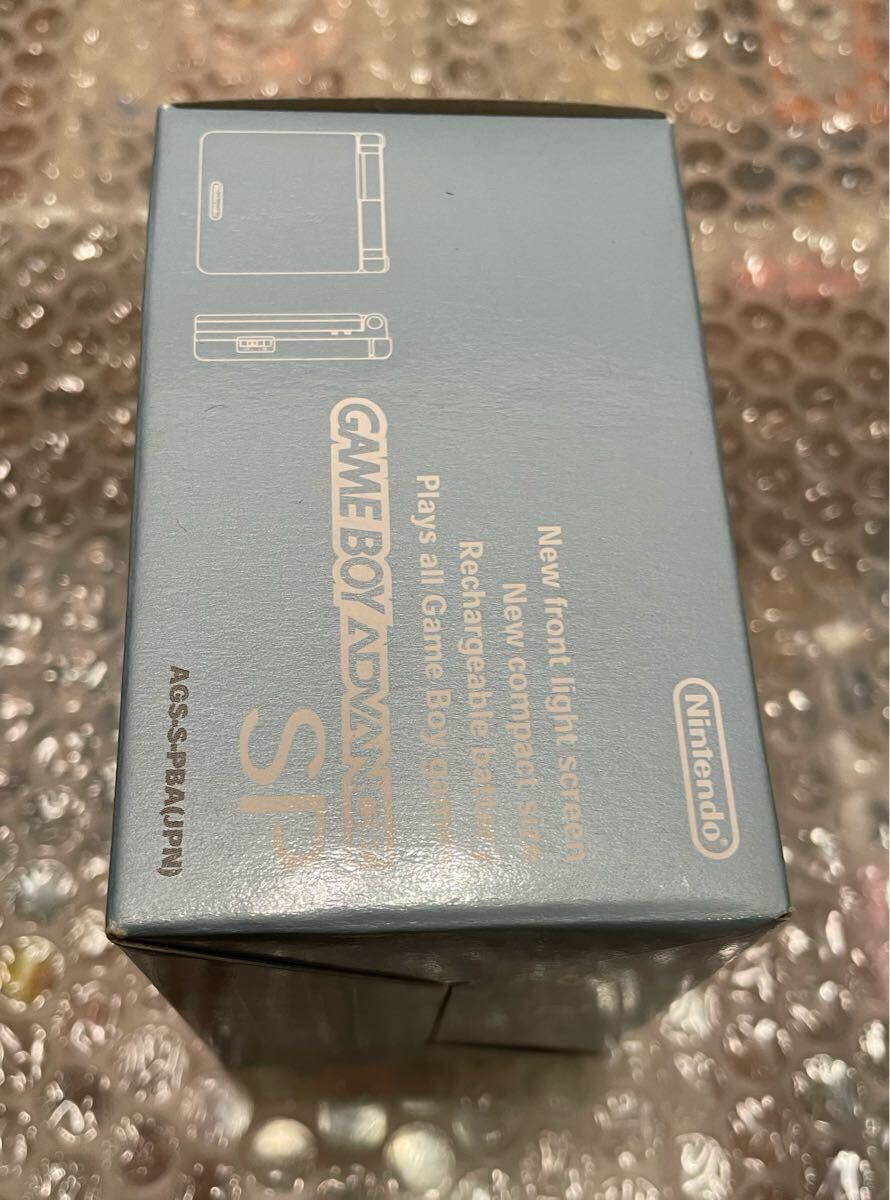 Nintendo®
New front light screen
New compact size
Rechargeable battery
Plays all Game Boy games
GAME BOY ADVANCE
SP
AGS-S-PBA(JPN)
Nintendo